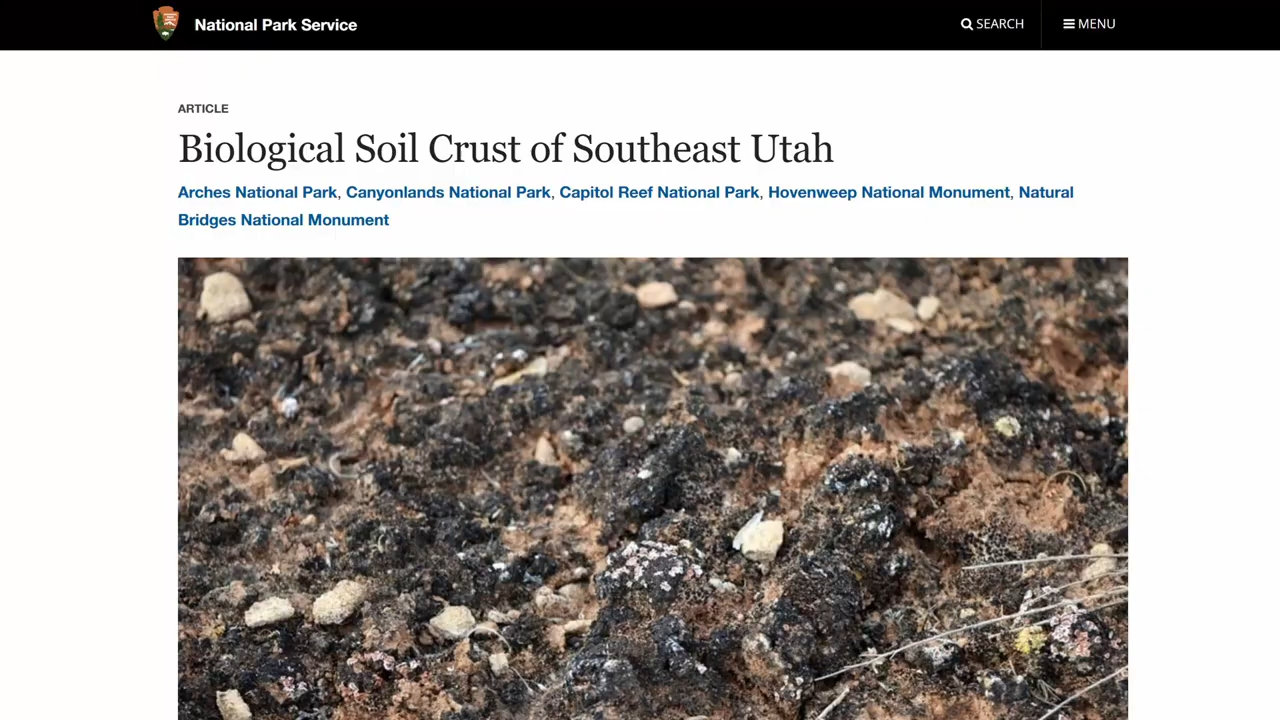 National Park Service
SEARCH
MENU
ARTICLE
Biological Soil Crust of Southeast Utah
Arches National Park, Canyonlands National Park, Capitol Reef National Park, Hovenweep National Monument, Natural
Bridges National Monument